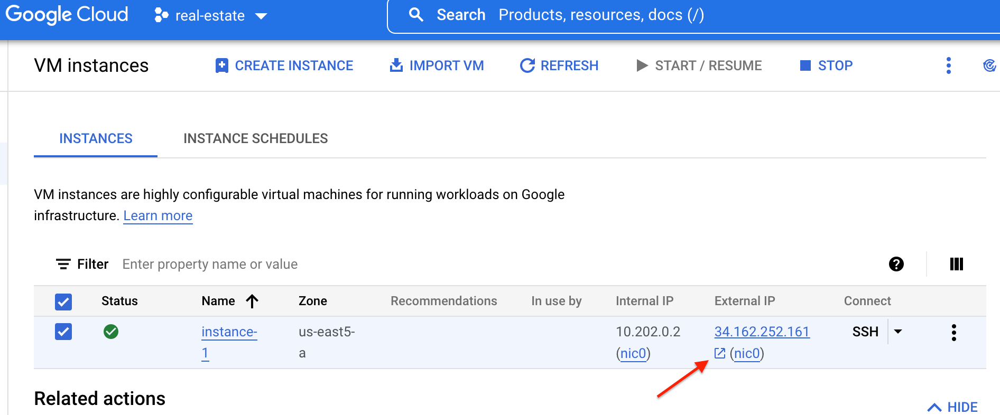 Google Cloud real-estate Search Products, resources, docs (/)
VM instances CREATE INSTANCE IMPORT VM REFRESH START / RESUME STOP
INSTANCES INSTANCE SCHEDULES
VM instances are highly configurable virtual machines for running workloads on Google
infrastructure. Learn more
Filter Enter property name or value
Status Name Zone Recommendations In use by Internal IP External IP Connect
instance- us-east5- 10.202.0.2 34.162.252.161 SSH
1 a (nic0) (nic0)
Related actions
HIDE